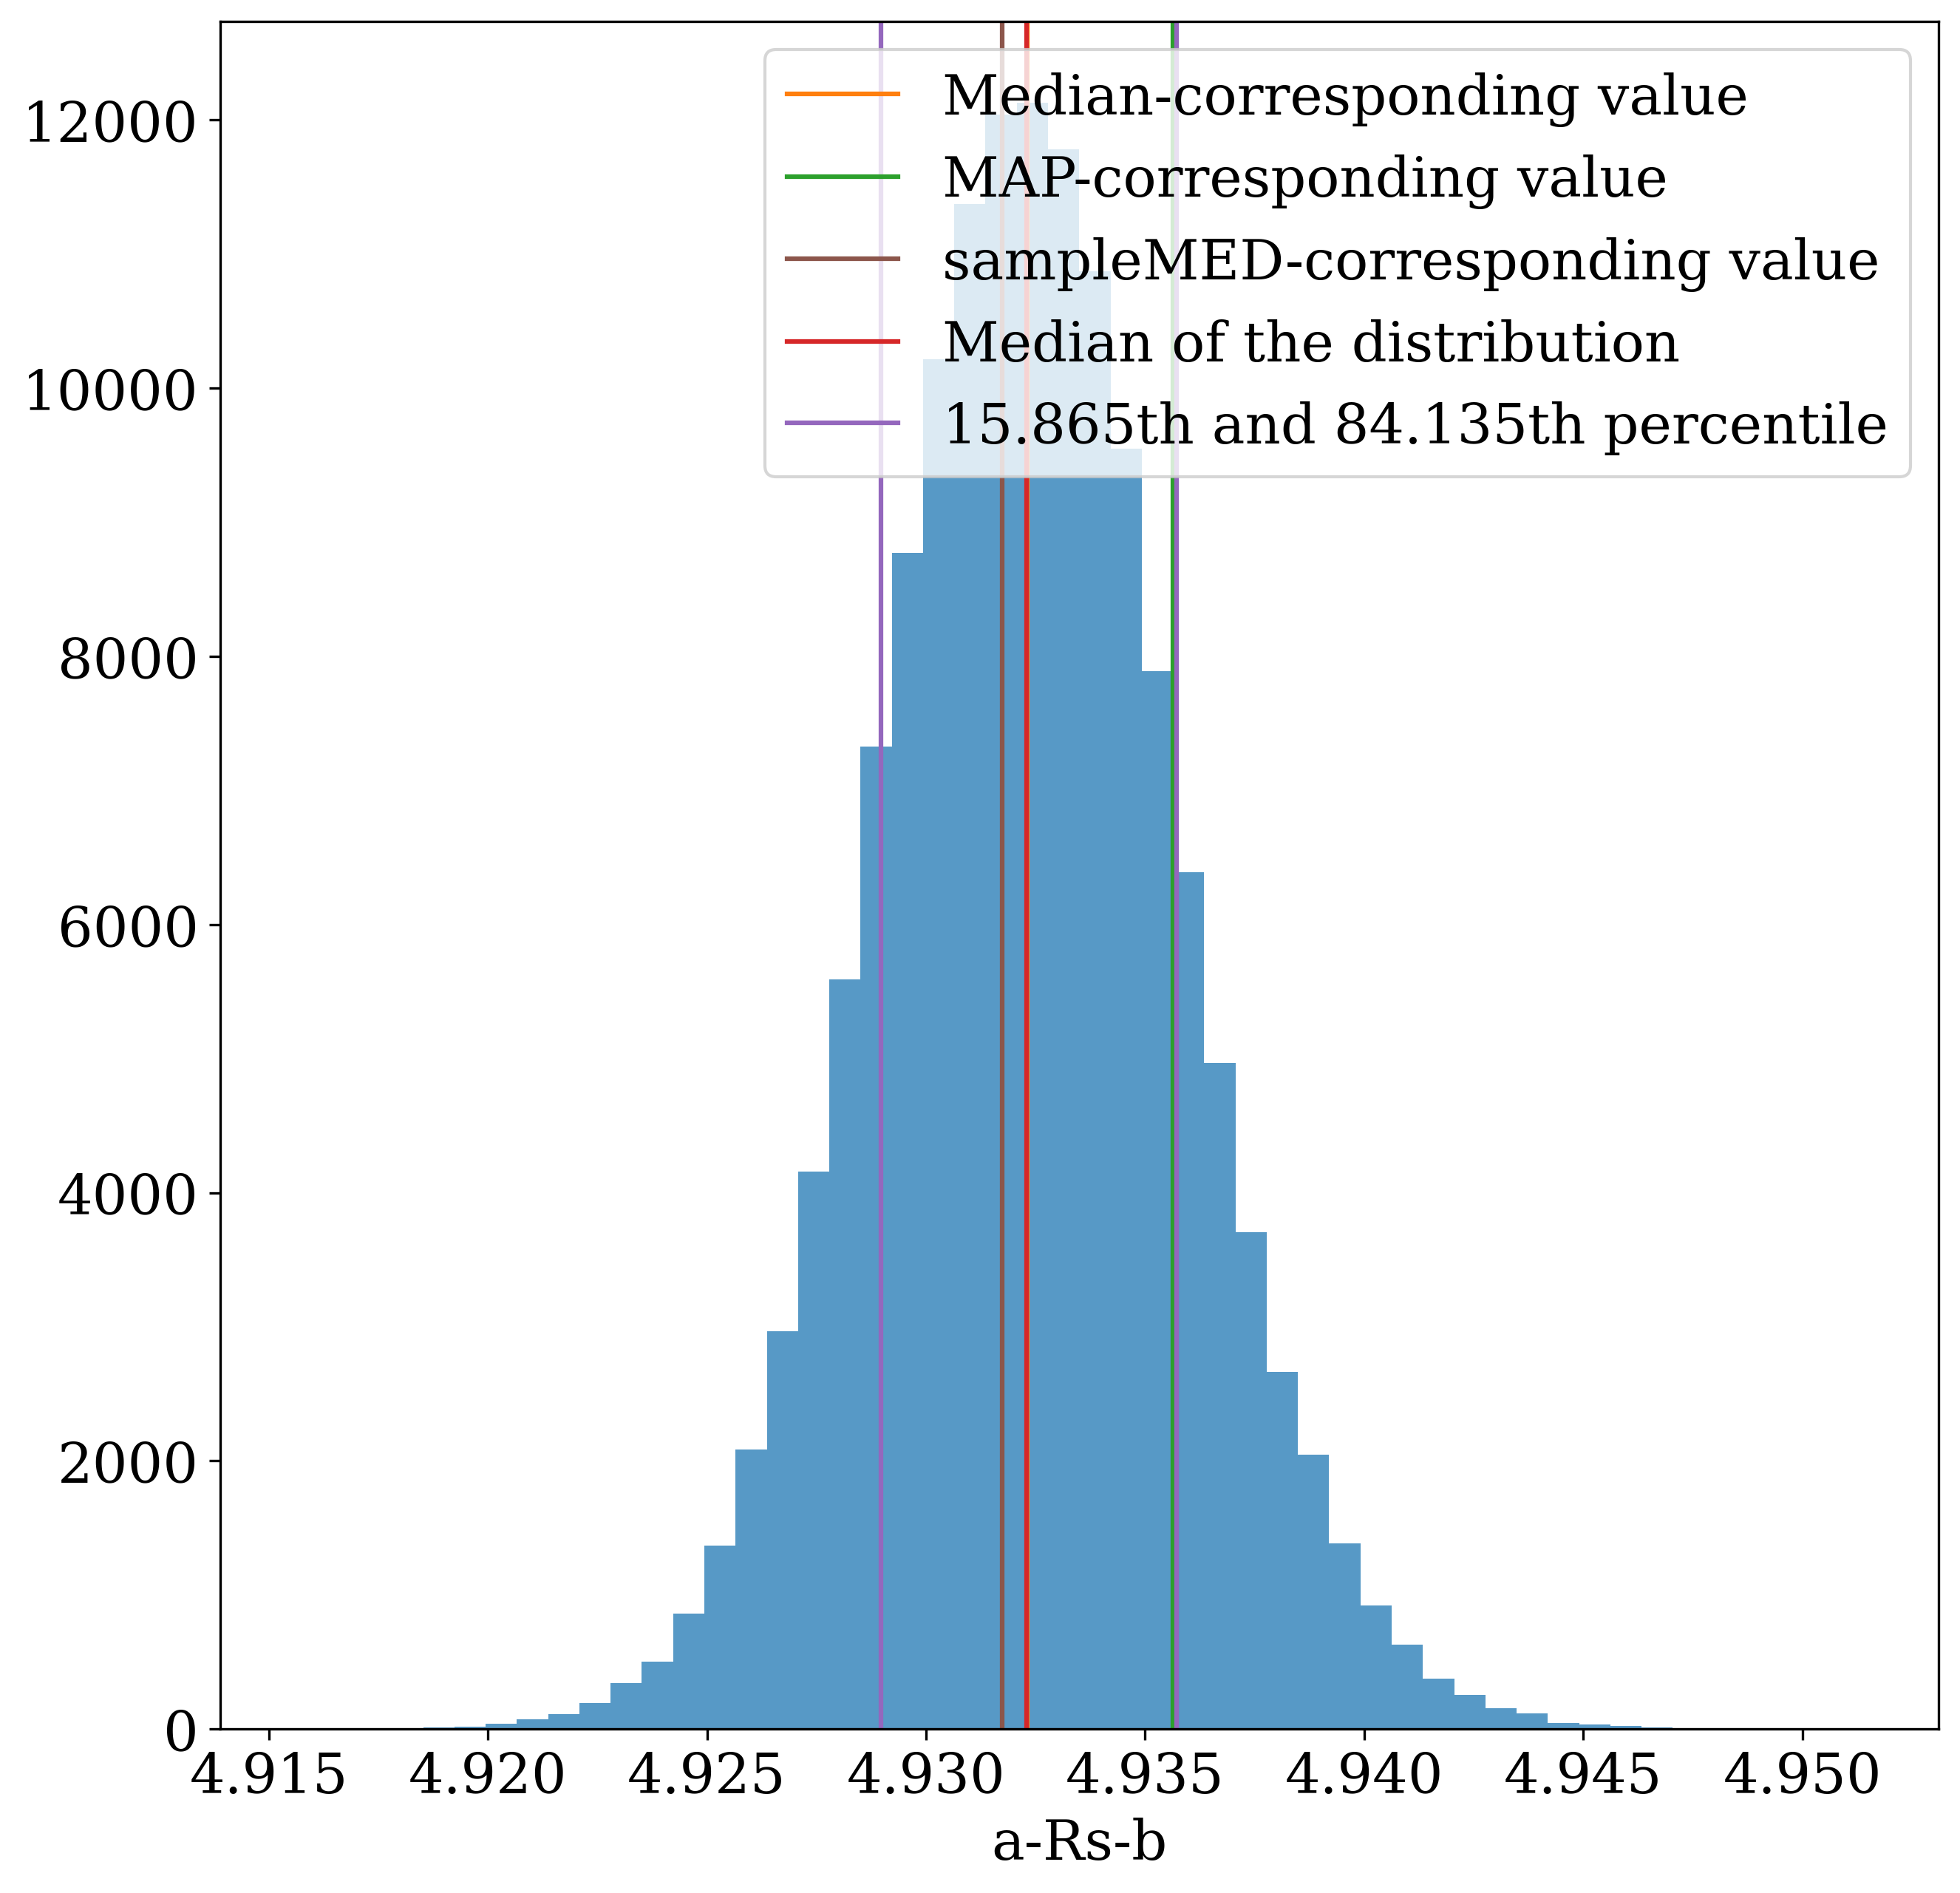 Median-corresponding value
MAP-corresponding value
sampleMED-corresponding value
Median of the distribution
15.865th and 84.135th percentile
12000
10000
8000
6000
4000
2000
0
4.915 4.920 4.925 4.930 4.935 4.940 4.945 4.950
a-Rs-b